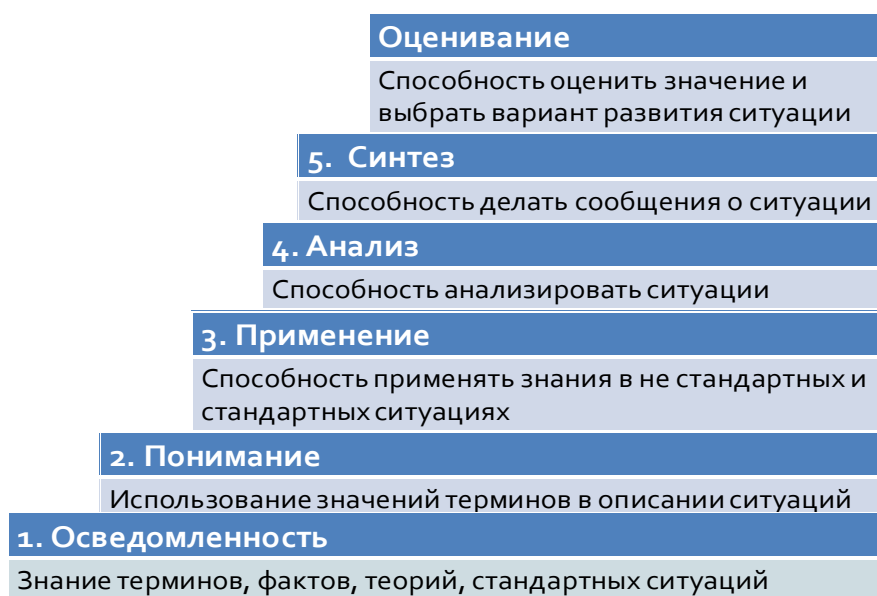 Оценивание
Способность оценить значение и
выбрать вариант развития ситуации
5. Синтез
Способность делать сообщения о ситуации
4. Анализ
Способность анализировать ситуации
3. Применение
Способность применять знания в не стандартных и
стандартных ситуациях
2. Понимание
Использование значений терминов в описании ситуаций
1. Осведомленность
Знание терминов, фактов, теорий, стандартных ситуаций